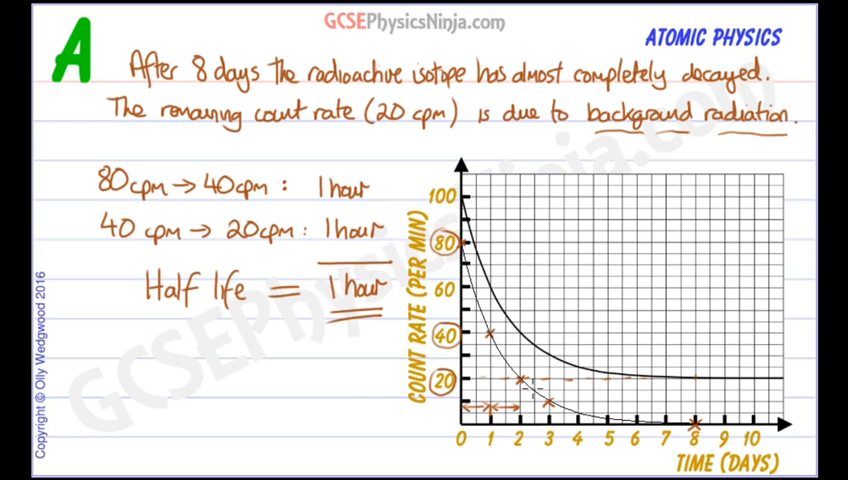 GCSEPhysicsNinja.com
A
ATOMIC PHYSICS
After 8 days the radioactive isotope has almost completely decayed.
The remaining count rate (20 cpm) is due to background radiation.
80cpm → 40cpm : 1 hour
40 cpm → 20cpm : 1 hour
Half life = 1 hour
COUNT RATE (PER MIN)
100
80
60
40
20
0 1 2 3 4 5 6 7 8 9 10
TIME (DAYS)
Copyright © Olly Wedgwood 2016
GCSEPhysicsNinja.com